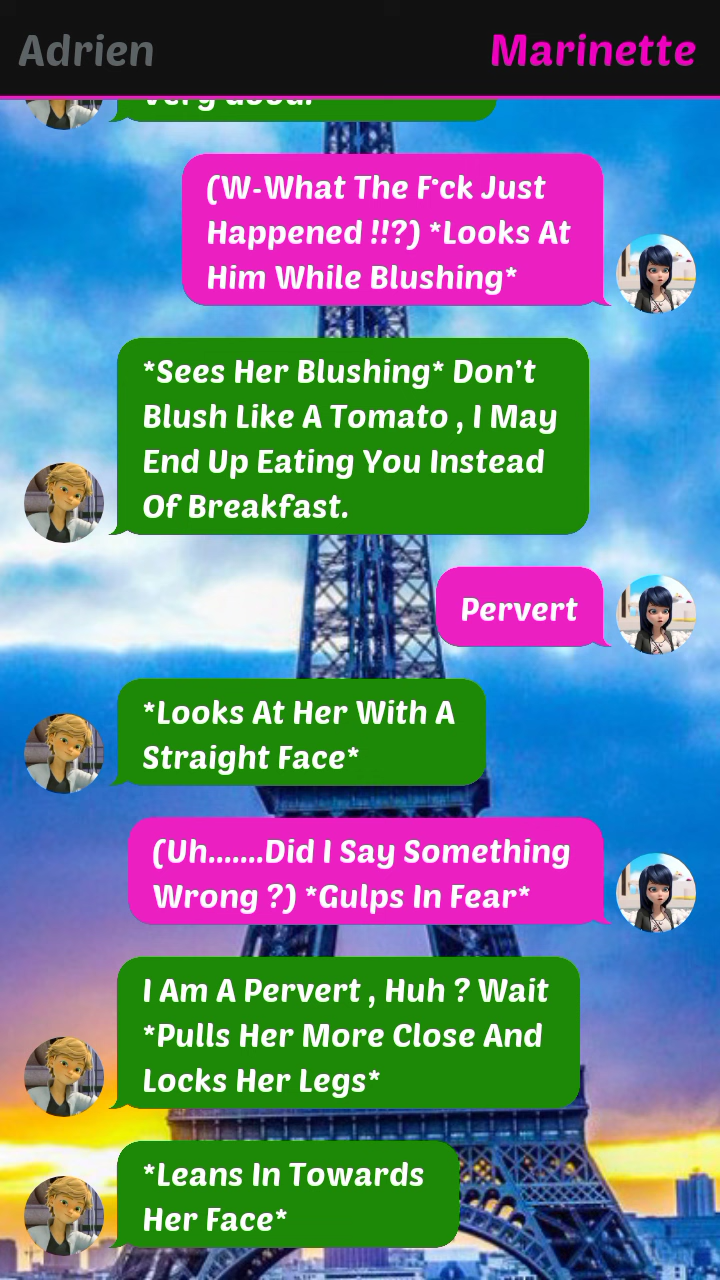 Adrien
Marinette
Very Good.
(W-What The F*ck Just
Happened !!?) *Looks At
Him While Blushing*
*Sees Her Blushing* Don't
Blush Like A Tomato , I May
End Up Eating You Instead
Of Breakfast.
Pervert
*Looks At Her With A
Straight Face*
(Uh.......Did I Say Something
Wrong ?) *Gulps In Fear*
I Am A Pervert , Huh ? Wait
*Pulls Her More Close And
Locks Her Legs*
*Leans In Towards
Her Face*